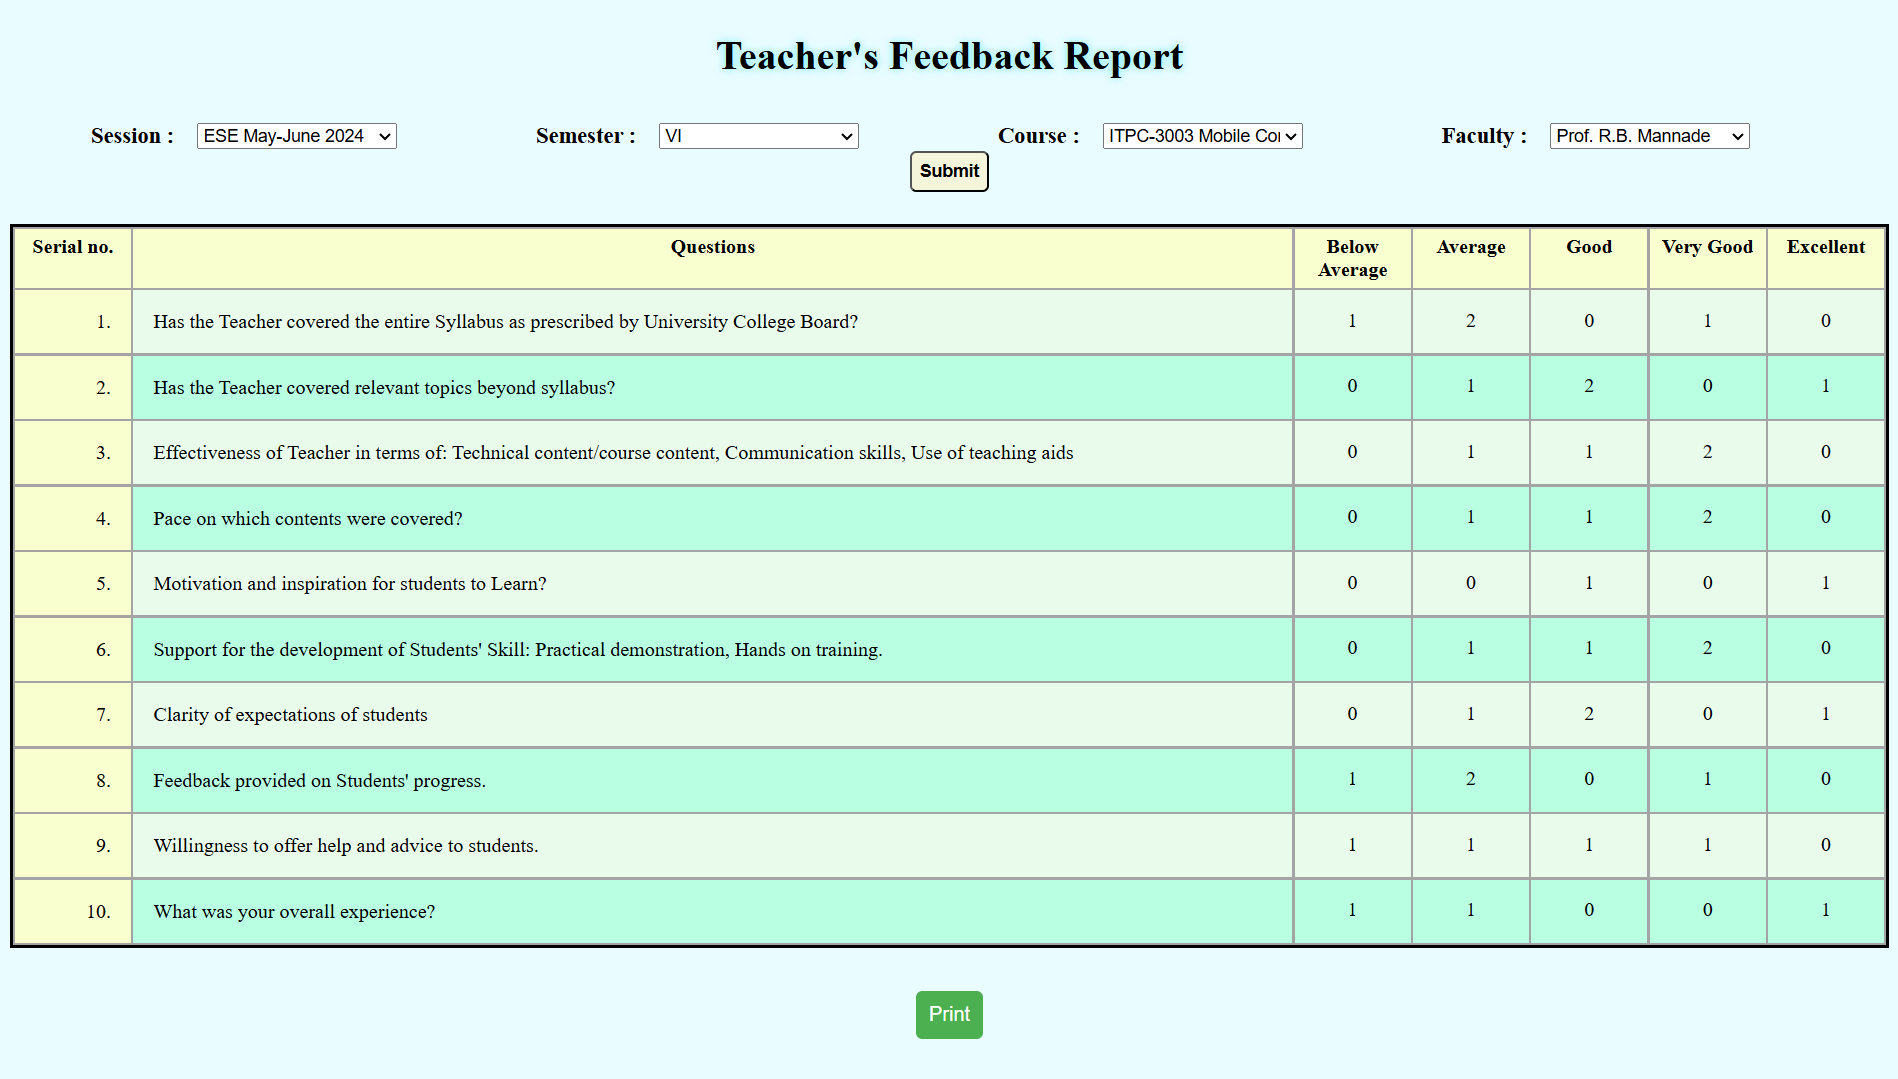 Teacher's Feedback Report
Session : ESE May-June 2024 Semester : VI Course : ITPC-3003 Mobile Co Faculty : Prof. R.B. Mannade
Submit
Serial no. Questions Below Average Average Good Very Good Excellent
1. Has the Teacher covered the entire Syllabus as prescribed by University College Board? 1 2 0 1 0
2. Has the Teacher covered relevant topics beyond syllabus? 0 1 2 0 1
3. Effectiveness of Teacher in terms of: Technical content/course content, Communication skills, Use of teaching aids 0 1 1 2 0
4. Pace on which contents were covered? 0 1 1 2 0
5. Motivation and inspiration for students to Learn? 0 0 1 0 1
6. Support for the development of Students' Skill: Practical demonstration, Hands on training. 0 1 1 2 0
7. Clarity of expectations of students 0 1 2 0 1
8. Feedback provided on Students' progress. 1 2 0 1 0
9. Willingness to offer help and advice to students. 1 1 1 1 0
10. What was your overall experience? 1 1 0 0 1
Print